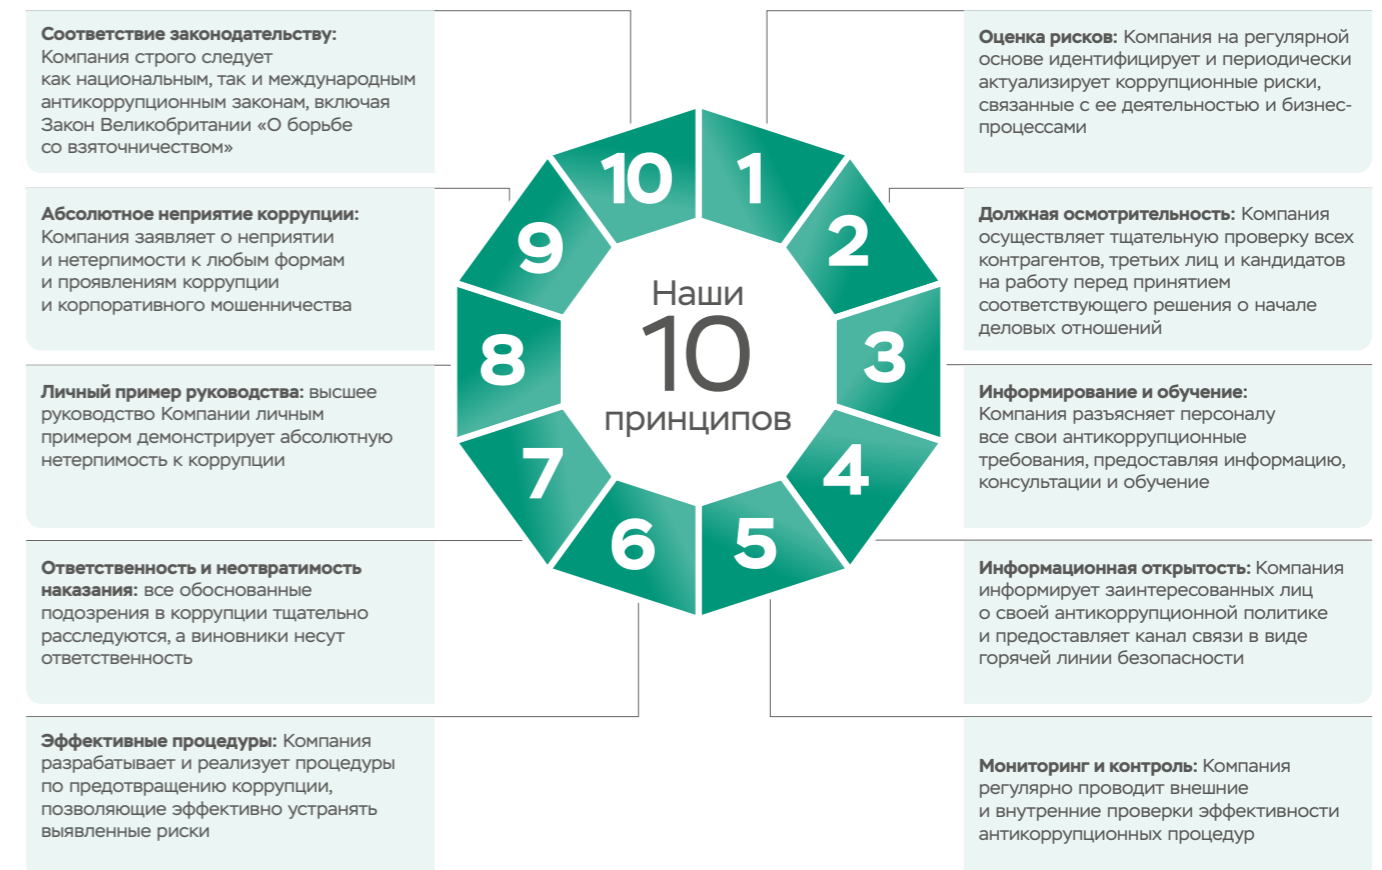 Соответствие законодательству:
Компания строго следует
как национальным, так и международным
антикоррупционным законам, включая
Закон Великобритании «О борьбе
со взяточничеством»
Абсолютное неприятие коррупции:
Компания заявляет о неприятии
и нетерпимости к любым формам
и проявлениям коррупции
и корпоративного мошенничества
Личный пример руководства: высшее
руководство Компании личным
примером демонстрирует абсолютную
нетерпимость к коррупции
Ответственность и неотвратимость
наказания: все обоснованные
подозрения в коррупции тщательно
расследуются, а виновники несут
ответственность
Эффективные процедуры: Компания
разрабатывает и реализует процедуры
по предотвращению коррупции,
позволяющие эффективно устранять
выявленные риски
10
1
9
2
8
3
7
4
6
5
Наши
10
принципов
Оценка рисков: Компания на регулярной
основе идентифицирует и периодически
актуализирует коррупционные риски,
связанные с ее деятельностью и бизнес-
процессами
Должная осмотрительность: Компания
осуществляет тщательную проверку всех
контрагентов, третьих лиц и кандидатов
на работу перед принятием
соответствующего решения о начале
деловых отношений
Информирование и обучение:
Компания разъясняет персоналу
все свои антикоррупционные
требования, предоставляя информацию,
консультации и обучение
Информационная открытость: Компания
информирует заинтересованных лиц
о своей антикоррупционной политике
и предоставляет канал связи в виде
горячей линии безопасности
Мониторинг и контроль: Компания
регулярно проводит внешние
и внутренние проверки эффективности
антикоррупционных процедур